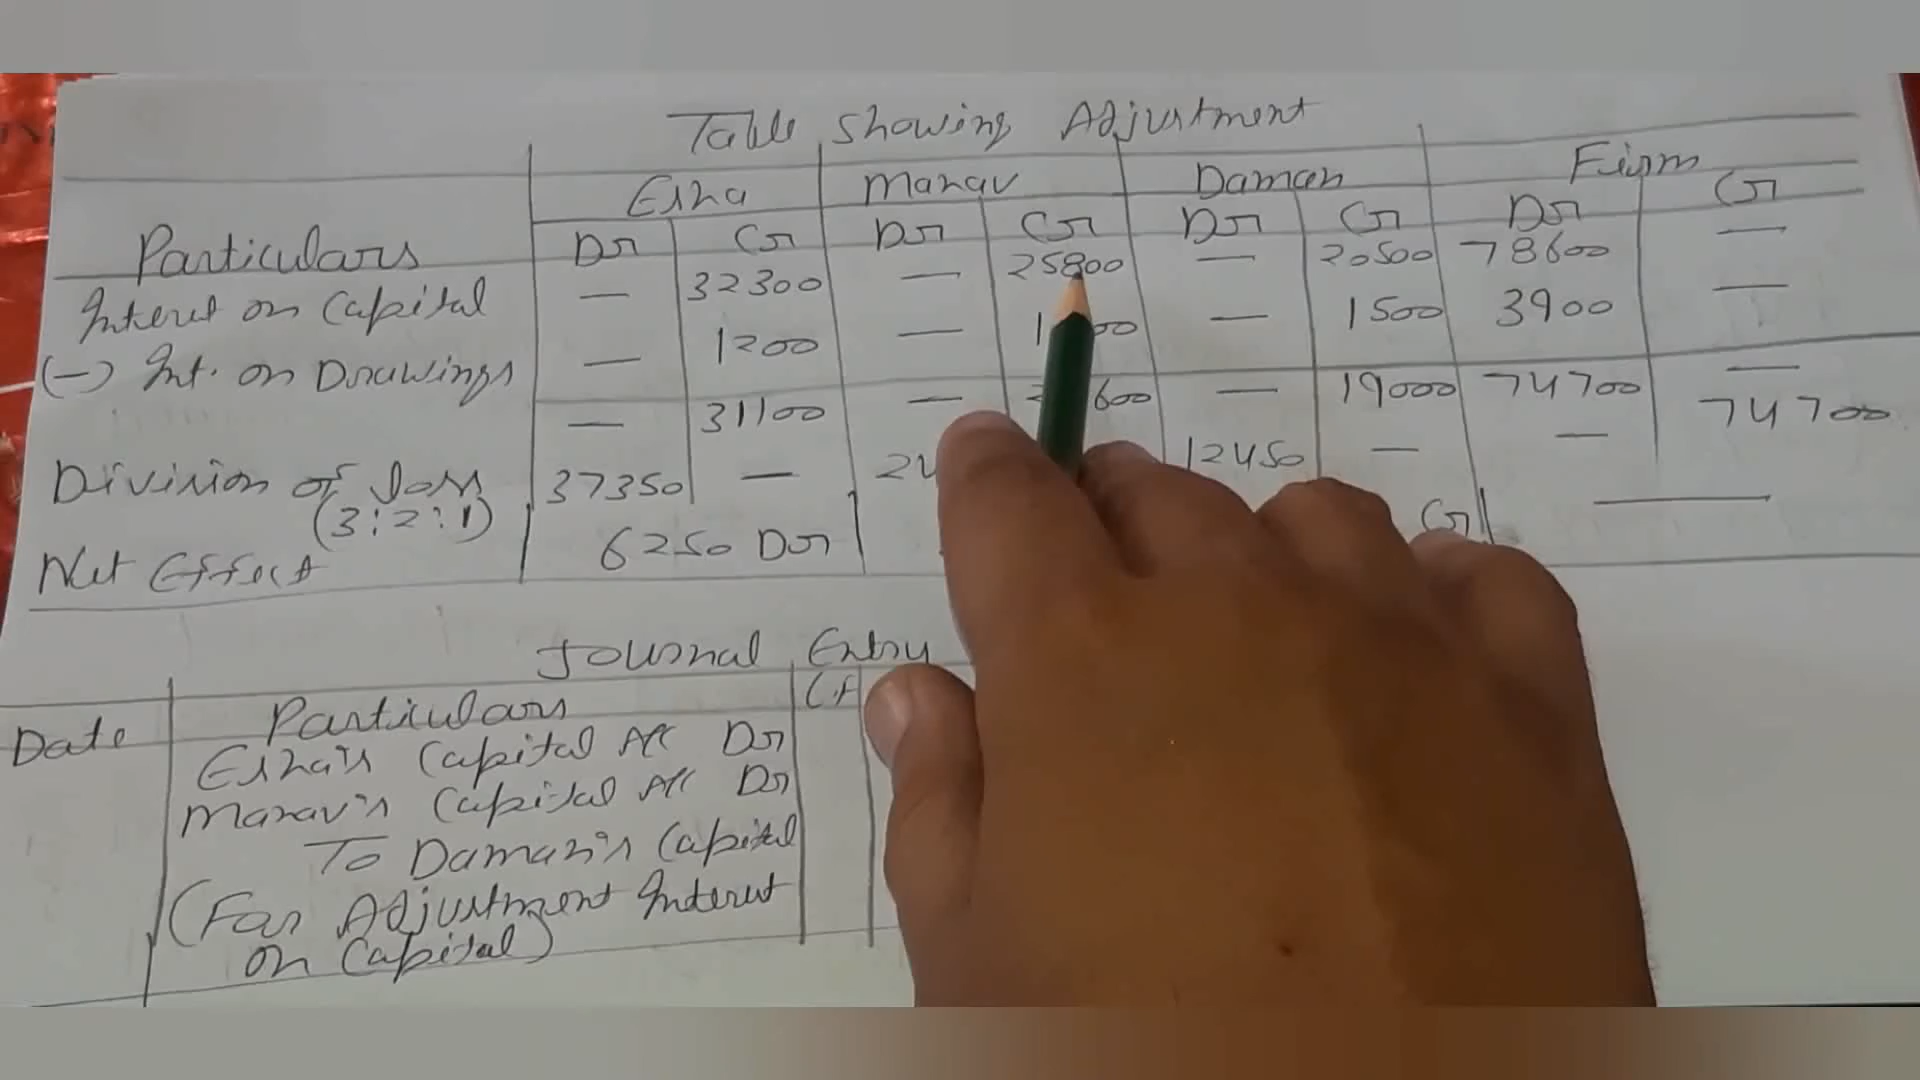 Table Showing Adjustment
Esha Manav Daman Firm
Particulars Dr Cr Dr Cr Dr Cr Dr Cr
Interest on Capital — 32300 — 25800 — 20500 78600 —
(-) Int. on Drawings — 1200 — — 1500 3900 —
— 31100 — — 19000 74700 —
Division of loss 37350 — 12450 — — 74700
(3:2:1)
Net Effect 6250 Dr Cr —
Journal Entry
Date Particulars
Esha's Capital A/c Dr
Manav's Capital A/c Dr
To Daman's Capital
(For Adjustment Interest
on Capital)